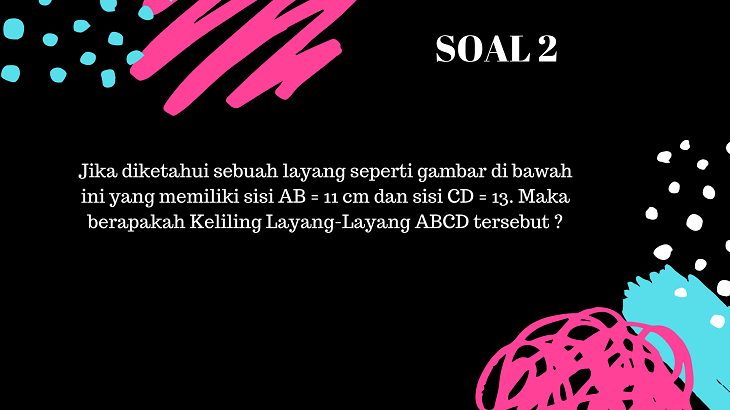 SOAL 2
Jika diketahui sebuah layang seperti gambar di bawah
ini yang memiliki sisi AB = 11 cm dan sisi CD = 13. Maka
berapakah Keliling Layang-Layang ABCD tersebut ?